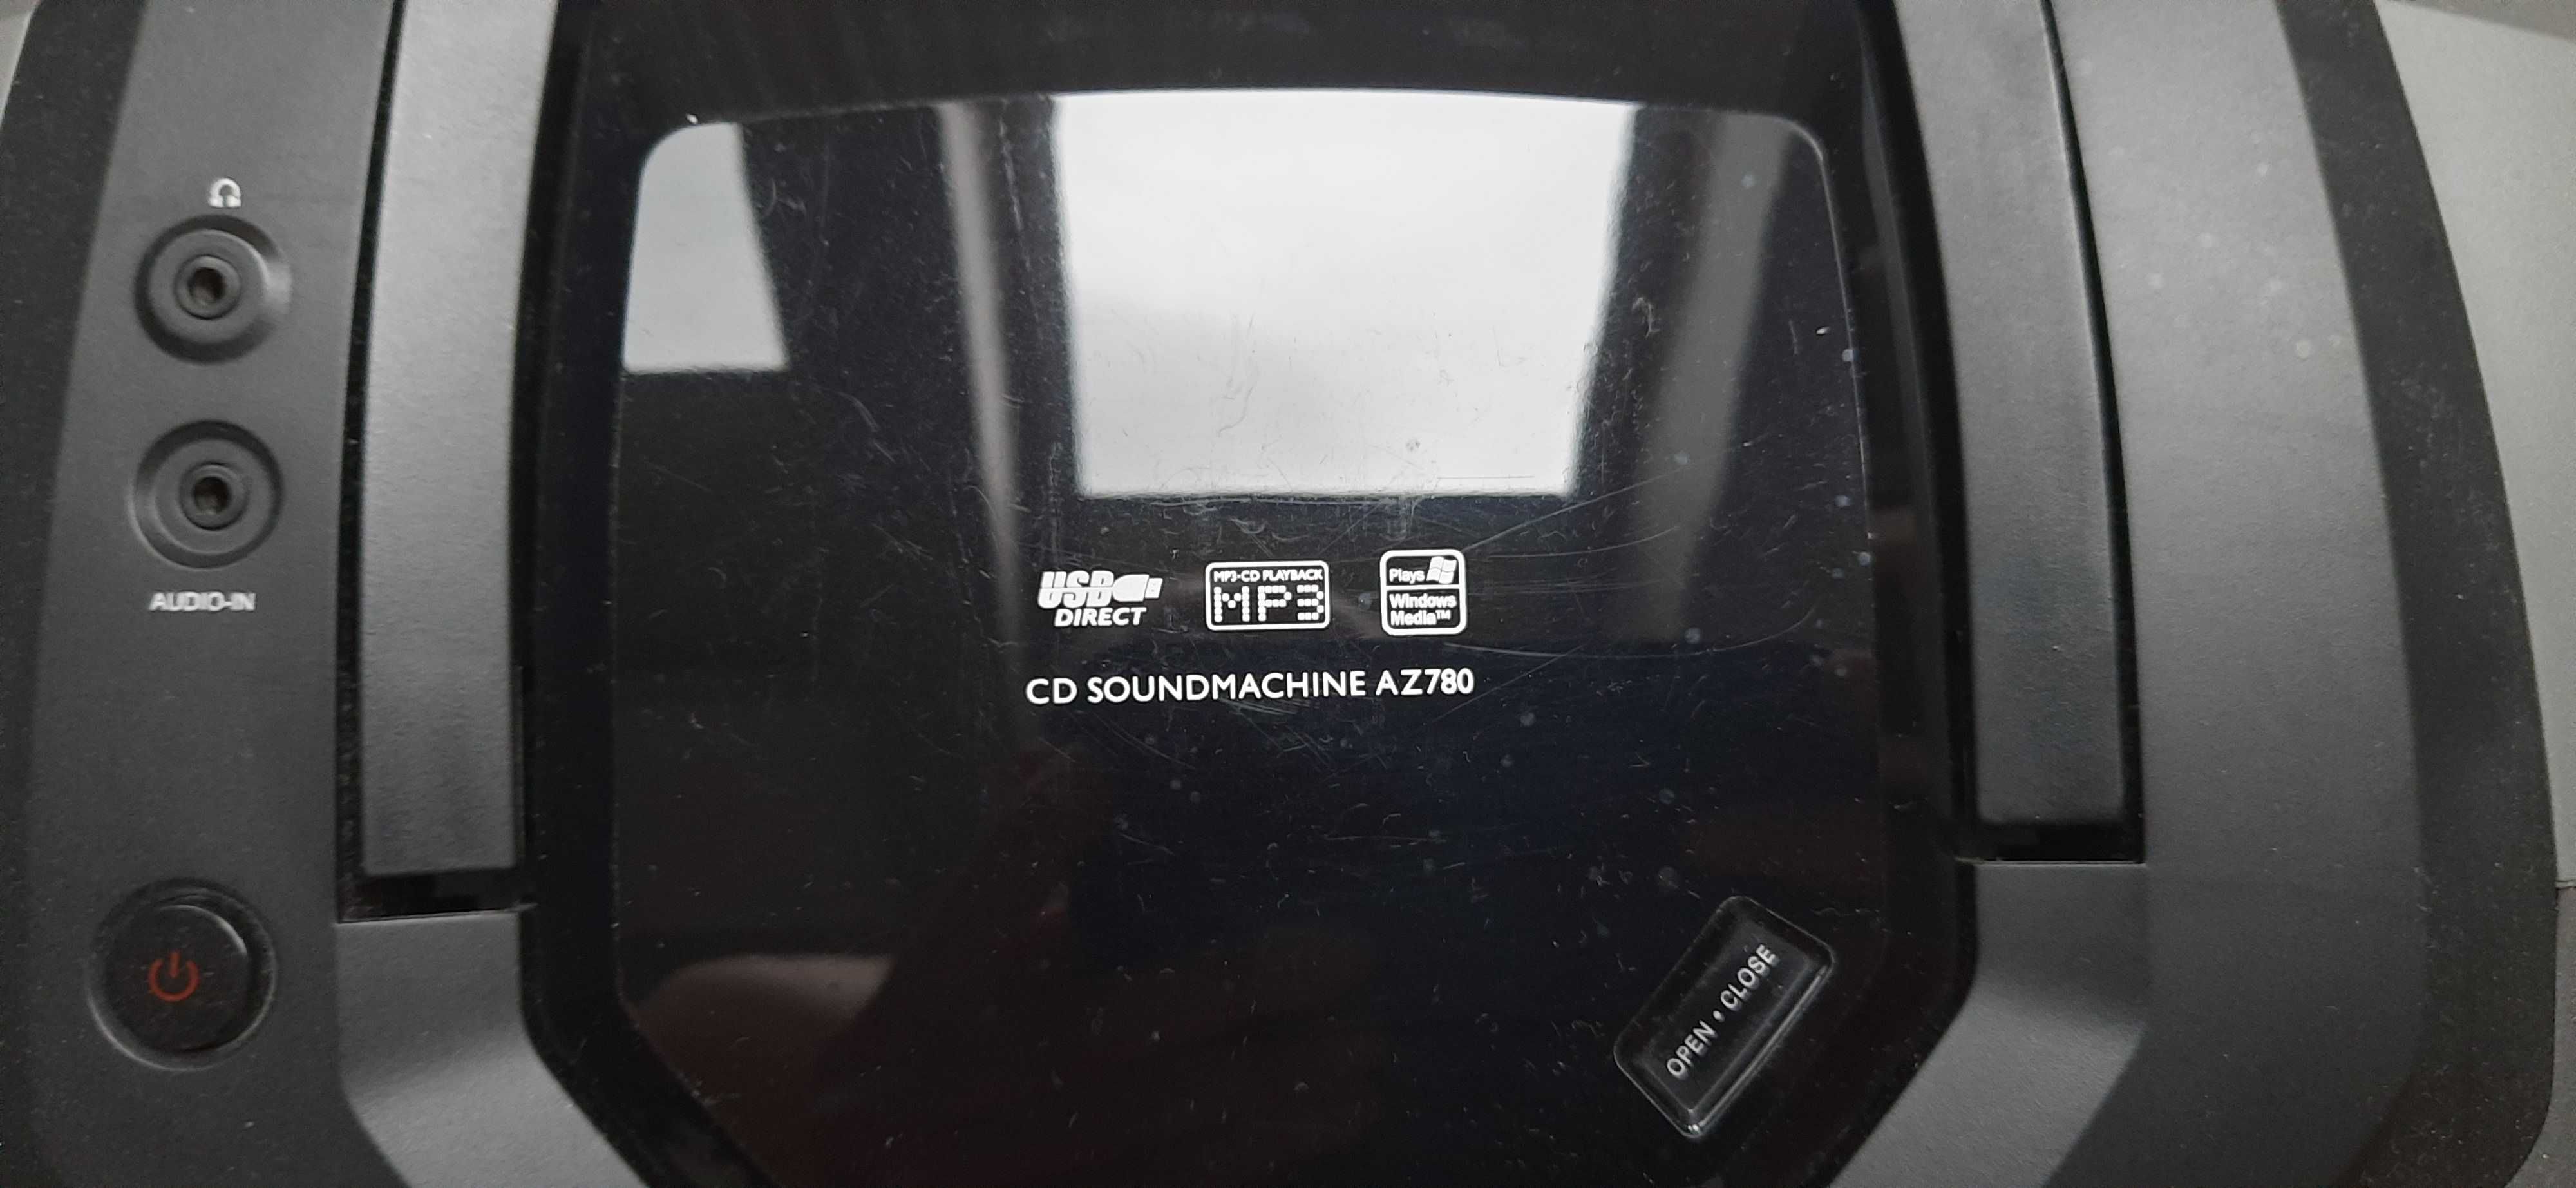 AUDIO-IN
USB
DIRECT
MP3-CD PLAYBACK
MP3
Plays
Windows
Media™
CD SOUNDMACHINE AZ780
OPEN • CLOSE